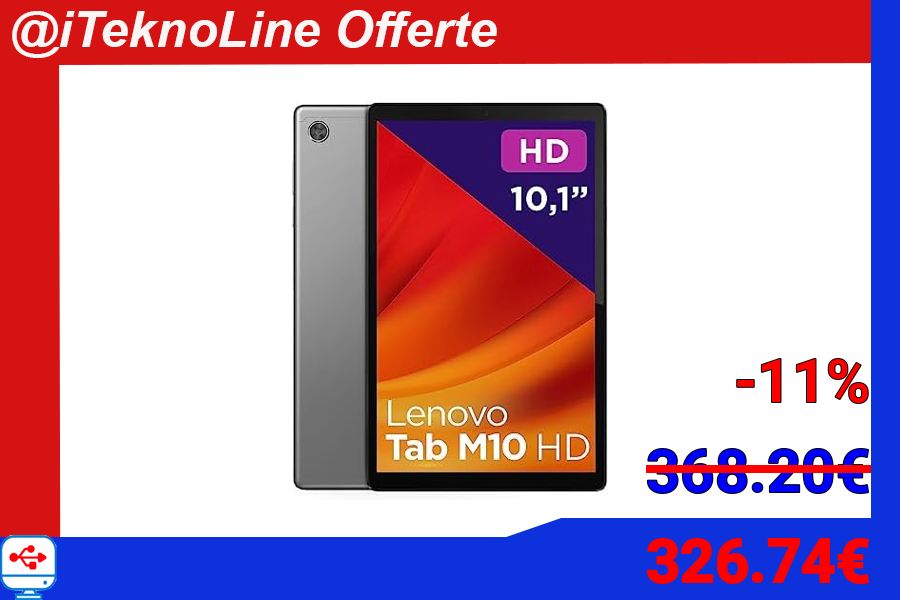 @iTeknoLine Offerte
HD
10,1”
Lenovo
Tab M10 HD
-11%
368.20€
326.74€